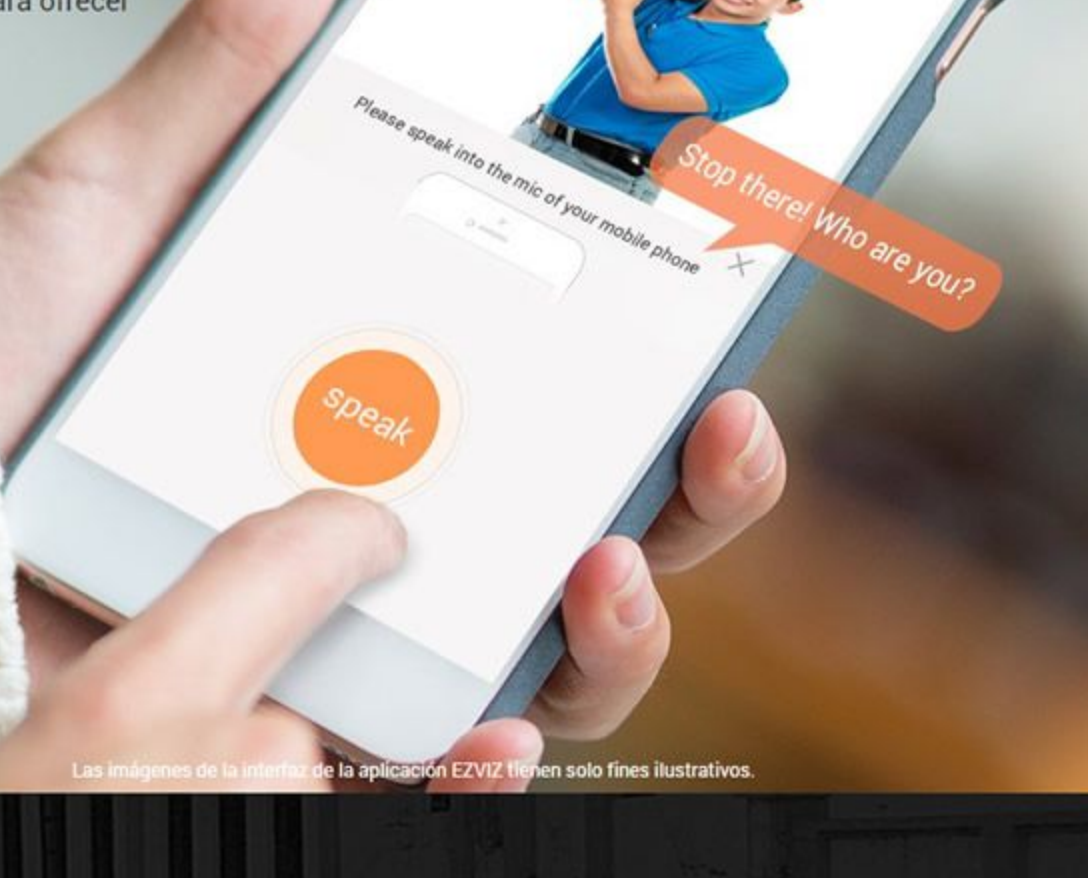 ofrecer
Please speak into the mic of your mobile phone
Stop there! Who are you?
speak
Las imágenes de la interfaz de la aplicación EZVIZ tienen solo fines ilustrativos.